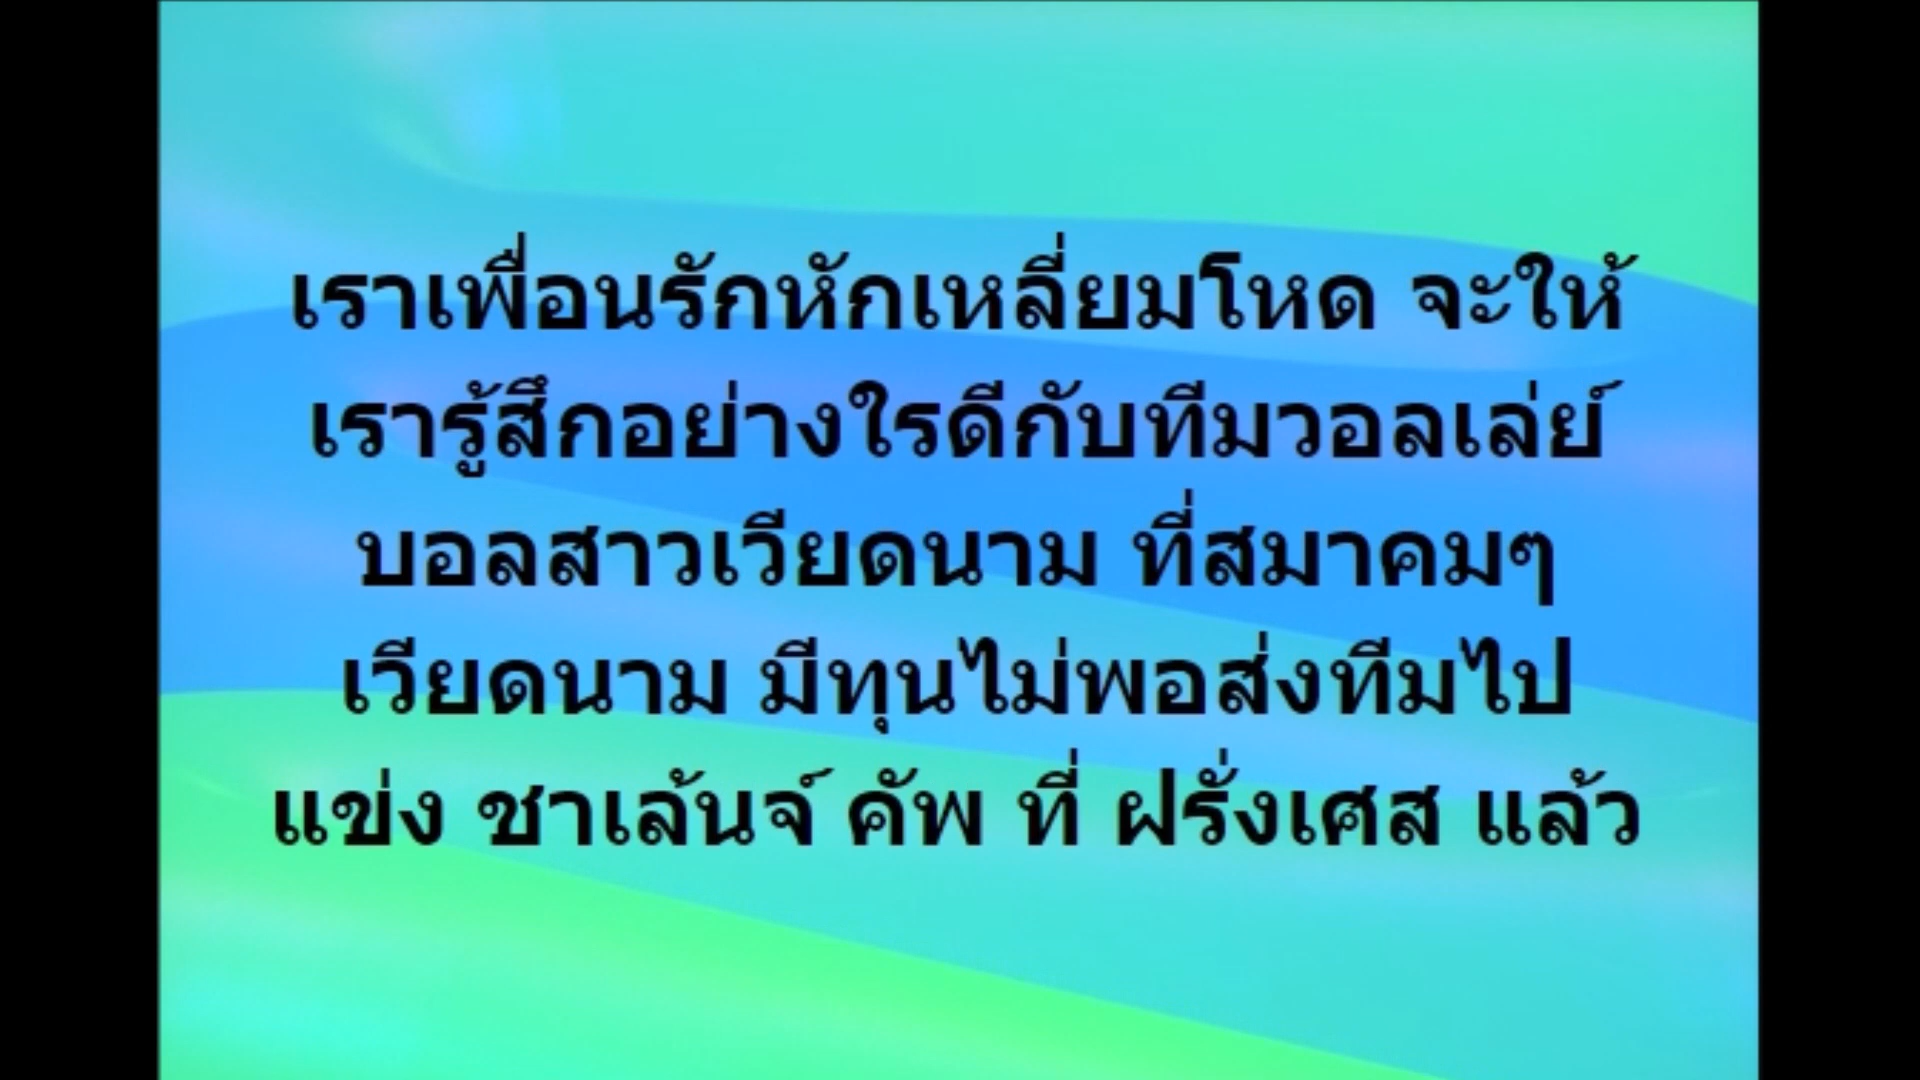 เราเพื่อนรักหักเหลี่ยมโหด จะให้
เรารู้สึกอย่างใรดีกับทีมวอลเล่ย์
บอลสาวเวียดนาม ที่สมาคมๆ
เวียดนาม มีทุนไม่พอส่งทีมไป
แข่ง ชาเล้นจ์ คัพ ที่ ฝรั่งเศส แล้ว